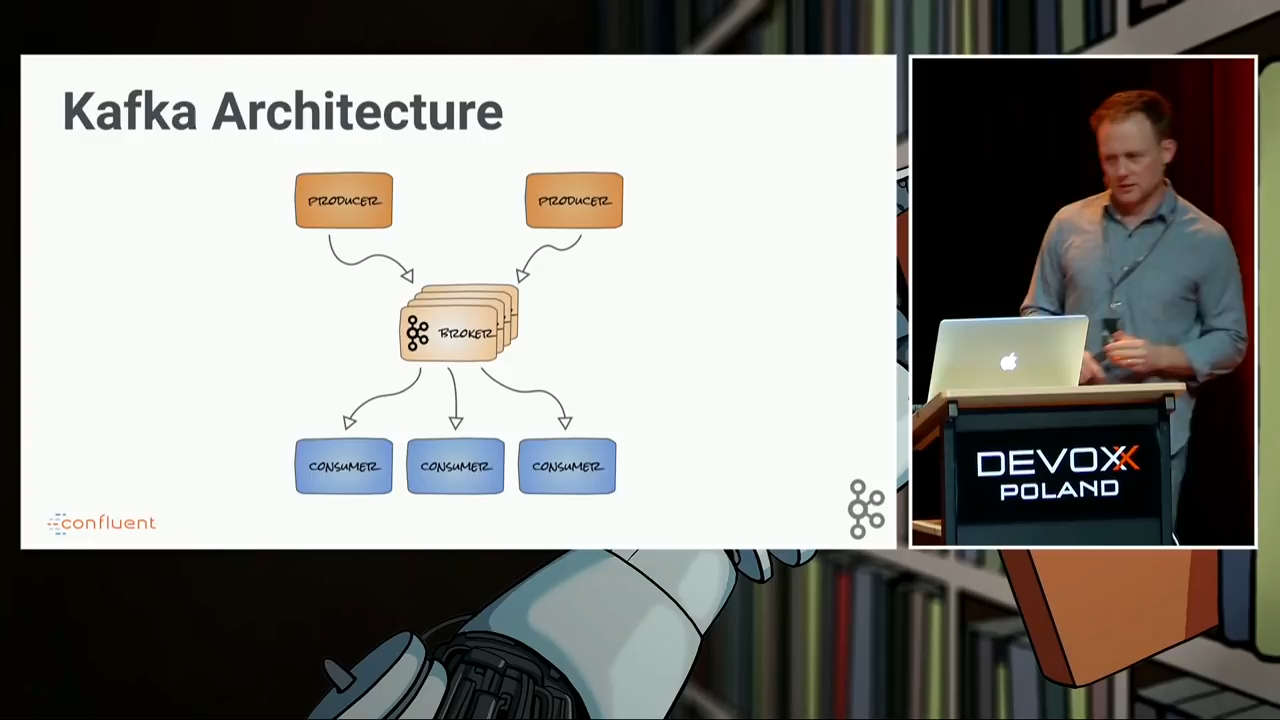 Kafka Architecture
PRODUCER
PRODUCER
BROKER
CONSUMER
CONSUMER
CONSUMER
confluent
DEVOXX
POLAND